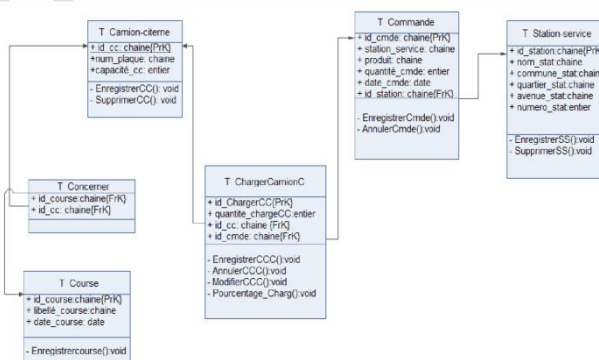 T Camion-citerne
+ id_cc: chaine{PrK}
+num_plaque: chaine
+capacité_cc: entier
- EnregistrerCC(): void
- SupprimerCC(): void
T Commande
+ id_cmde: chaine{PrK}
+ station_service: chaine
+ produit: chaine
+ quantité_cmde: entier
+ date_cmde: date
+ id_station: chaine{FrK}
- EnregistrerCmde():void
- AnnulerCmde():void
T Station-service
+ id_station:chaine{PrK
+ nom_stat:chaine
+ commune_stat:chain
+ quartier_stat:chaine
+ avenue_stat:chaine
+ numero_stat:entier
- EnregistrerSS():void
- SupprimerSS():void
T Concerner
+ id_course:chaine{FrK}
+ id_cc: chaine{FrK}
T ChargerCamionC
+ id_ChargerCC{PrK}
+ quantite_chargeCC:entier
+ id_cc: chaine {FrK}
+ id_cmde: chaine{FrK}
- EnregistrerCCC():void
- AnnulerCCC():void
- ModifierCCC():void
- Pourcentage_Charg():void
T Course
+ id_course:chaine{PrK}
+ libellé_course:chaine
+ date_course: date
- Enregistrercourse():void